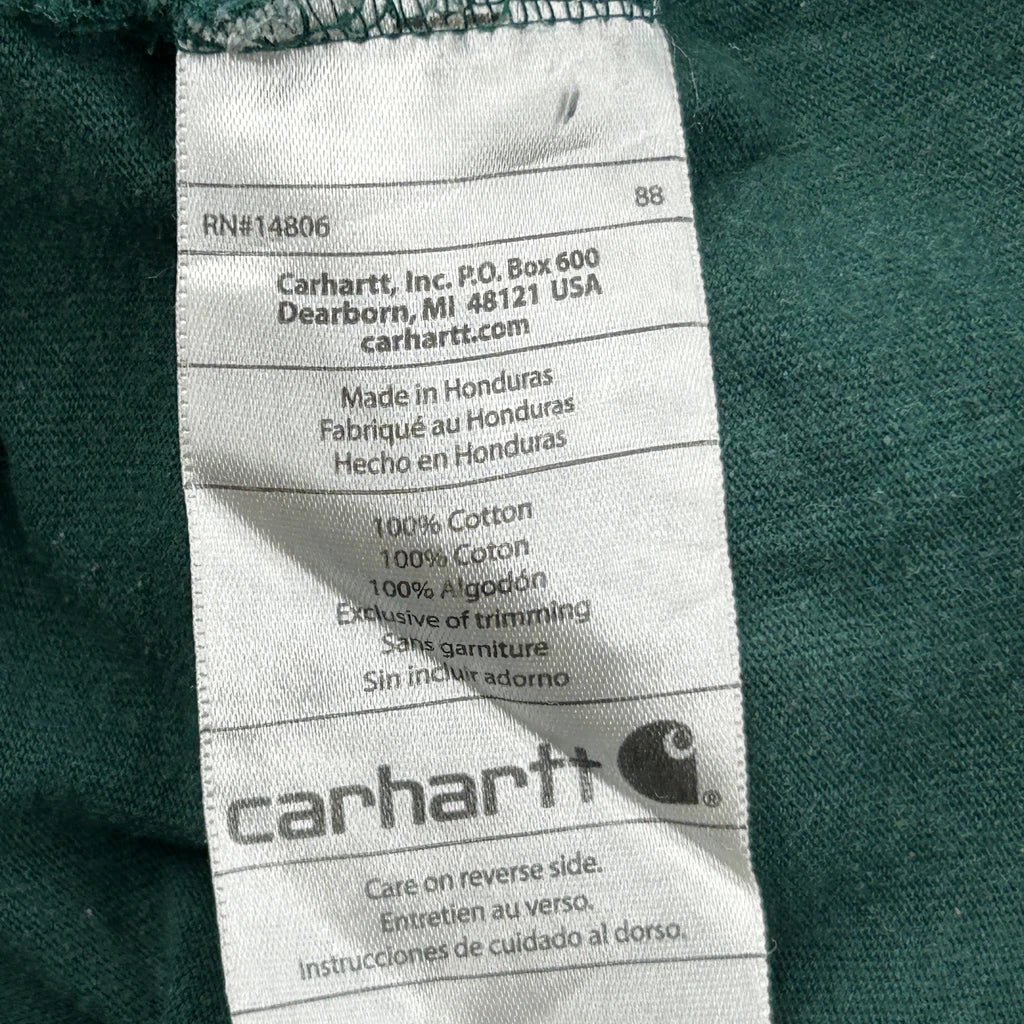 RN#14806 88
Carhartt, Inc. P.O. Box 600
Dearborn, MI 48121 USA
carhartt.com
Made in Honduras
Fabriqué au Honduras
Hecho en Honduras
100% Cotton
100% Coton
100% Algodón
Exclusive of trimming
Sans garniture
Sin incluir adorno
carhartt ®
Care on reverse side.
Entretien au verso.
Instrucciones de cuidado al dorso.